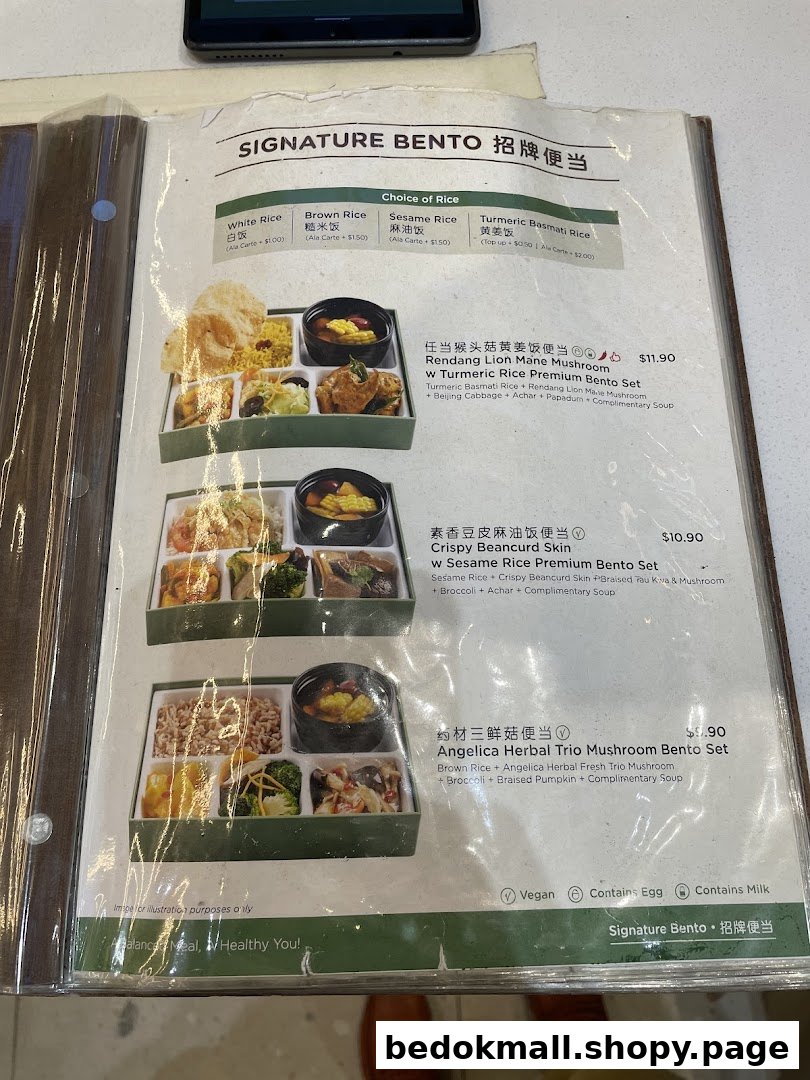 SIGNATURE BENTO 招牌便当
Choice of Rice
White Rice
白饭
(Ala Carte + $1.00)
Brown Rice
糙米饭
(Ala Carte + $1.50)
Sesame Rice
麻油饭
(Ala Carte + $1.50)
Turmeric Basmati Rice
黄姜饭
(Top up + $0.50 | Ala Carte + $2.00)
任当猴头菇黄姜饭便当 $11.90
Rendang Lion Mane Mushroom
w Turmeric Rice Premium Bento Set
Turmeric Basmati Rice + Rendang Lion Mane Mushroom
+ Beijing Cabbage + Achar + Papadum + Complimentary Soup
素香豆皮麻油饭便当 $10.90
Crispy Beancurd Skin
w Sesame Rice Premium Bento Set
Sesame Rice + Crispy Beancurd Skin + Braised Tau Kwa & Mushroom
+ Broccoli + Achar + Complimentary Soup
药材三鲜菇便当 $9.90
Angelica Herbal Trio Mushroom Bento Set
Brown Rice + Angelica Herbal Fresh Trio Mushroom
+ Broccoli + Braised Pumpkin + Complimentary Soup
Vegan Contains Egg Contains Milk
Image for illustration purposes only
Signature Bento • 招牌便当
Balanced Meal, Healthy You!
bedokmall.shopy.page